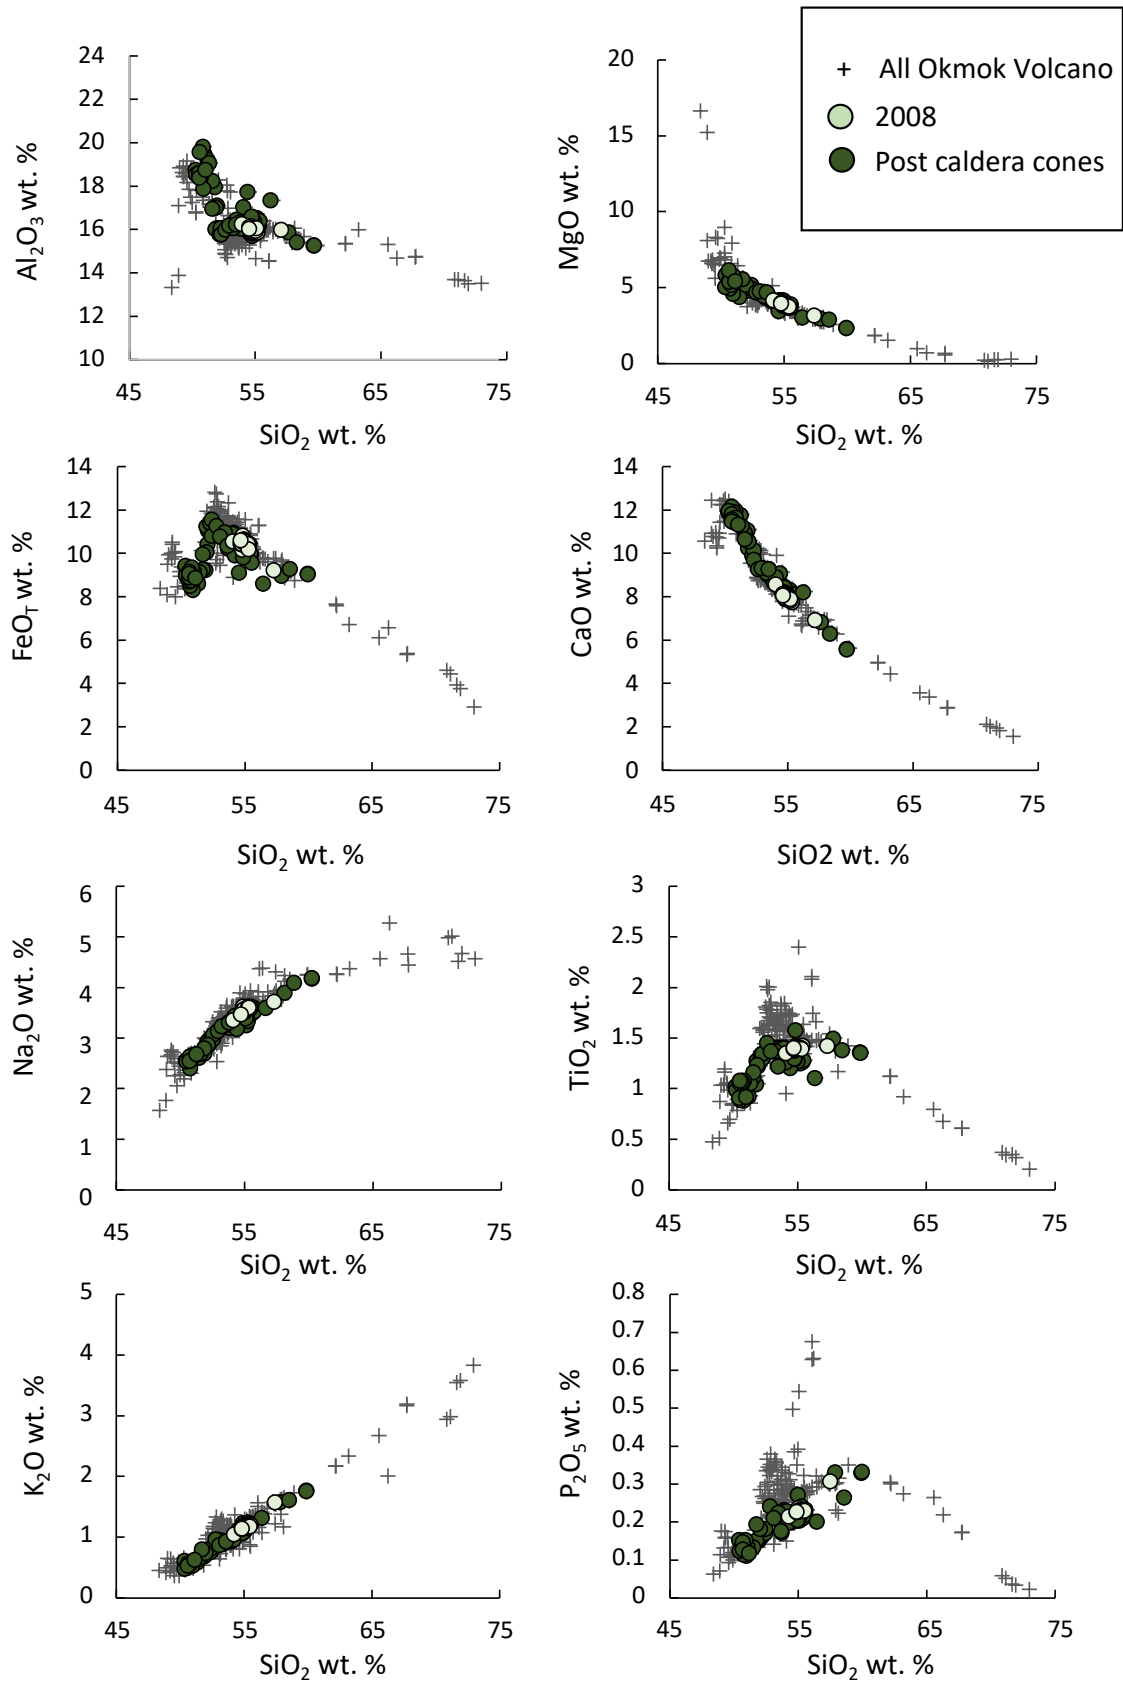 All Okmok Volcano
2008
Post caldera cones
Al₂O₃ wt. %
24
22
20
18
16
14
12
10
45 55 65 75
SiO₂ wt. %
MgO wt. %
20
15
10
5
0
45 55 65 75
SiO₂ wt. %
FeO_T wt. %
14
12
10
8
6
4
2
0
45 55 65 75
SiO₂ wt. %
CaO wt. %
14
12
10
8
6
4
2
0
45 55 65 75
SiO2 wt. %
Na₂O wt. %
6
5
4
3
2
1
0
45 55 65 75
SiO₂ wt. %
TiO₂ wt. %
3
2.5
2
1.5
1
0.5
0
45 55 65 75
SiO₂ wt. %
K₂O wt. %
5
4
3
2
1
0
45 55 65 75
SiO₂ wt. %
P₂O₅ wt. %
0.8
0.7
0.6
0.5
0.4
0.3
0.2
0.1
0
45 55 65 75
SiO₂ wt. %